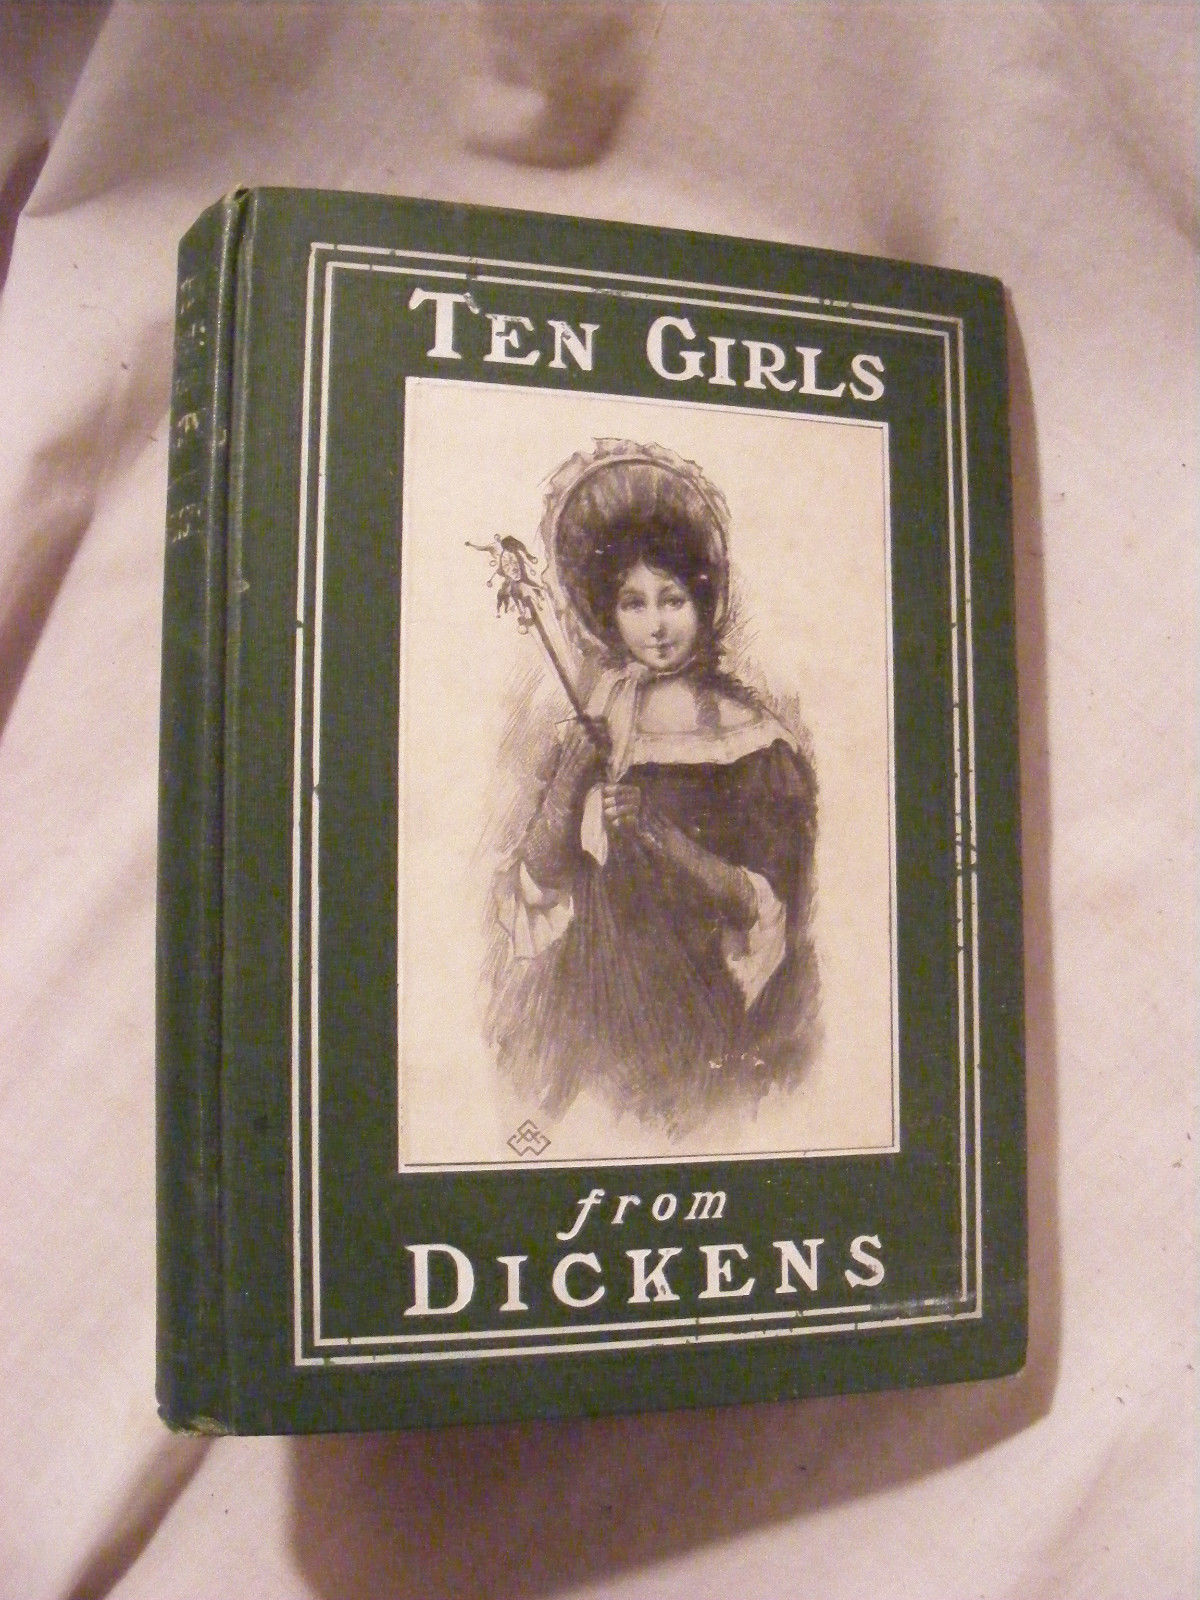 TEN GIRLS
from
DICKENS